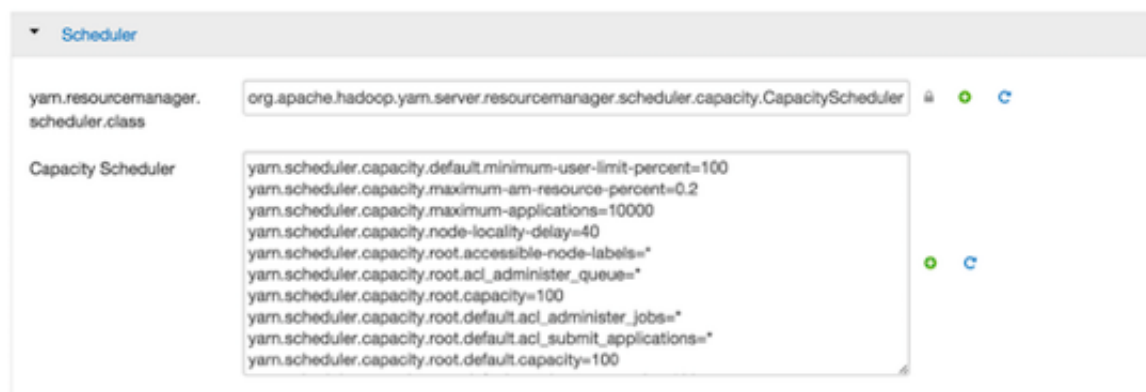 Scheduler
yarn.resourcemanager.
scheduler.class
org.apache.hadoop.yarn.server.resourcemanager.scheduler.capacity.CapacityScheduler
Capacity Scheduler
yarn.scheduler.capacity.default.minimum-user-limit-percent=100
yarn.scheduler.capacity.maximum-am-resource-percent=0.2
yarn.scheduler.capacity.maximum-applications=10000
yarn.scheduler.capacity.node-locality-delay=40
yarn.scheduler.capacity.root.accessible-node-labels=*
yarn.scheduler.capacity.root.acl_administer_queue=*
yarn.scheduler.capacity.root.capacity=100
yarn.scheduler.capacity.root.default.acl_administer_jobs=*
yarn.scheduler.capacity.root.default.acl_submit_applications=*
yarn.scheduler.capacity.root.default.capacity=100